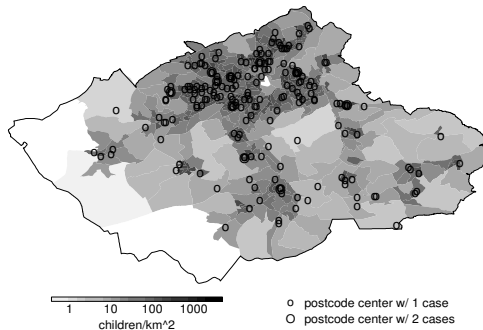 1 10 100 1000
children/km^2
o postcode center w/ 1 case
O postcode center w/ 2 cases